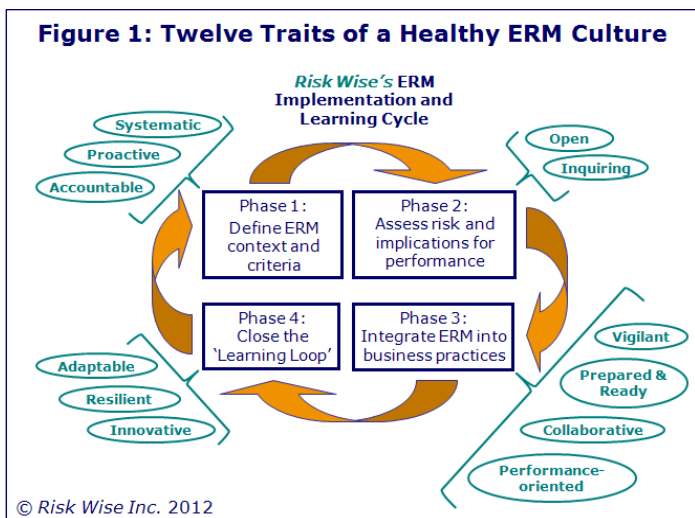 Figure 1: Twelve Traits of a Healthy ERM Culture
Risk Wise's ERM
Implementation and
Learning Cycle
Systematic
Proactive
Accountable
Open
Inquiring
Phase 1:
Define ERM
context and
criteria
Phase 2:
Assess risk and
implications for
performance
Phase 4:
Close the
'Learning Loop'
Phase 3:
Integrate ERM into
business practices
Adaptable
Resilient
Innovative
Vigilant
Prepared &
Ready
Collaborative
Performance-
oriented
© Risk Wise Inc. 2012